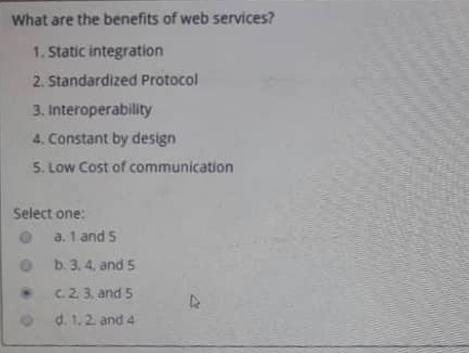 What are the benefits of web services?
1. Static integration
2. Standardized Protocol
3. Interoperability
4. Constant by design
5. Low Cost of communication
Select one:
a. 1 and 5
b. 3, 4, and 5
c. 2, 3, and 5
d. 1, 2, and 4